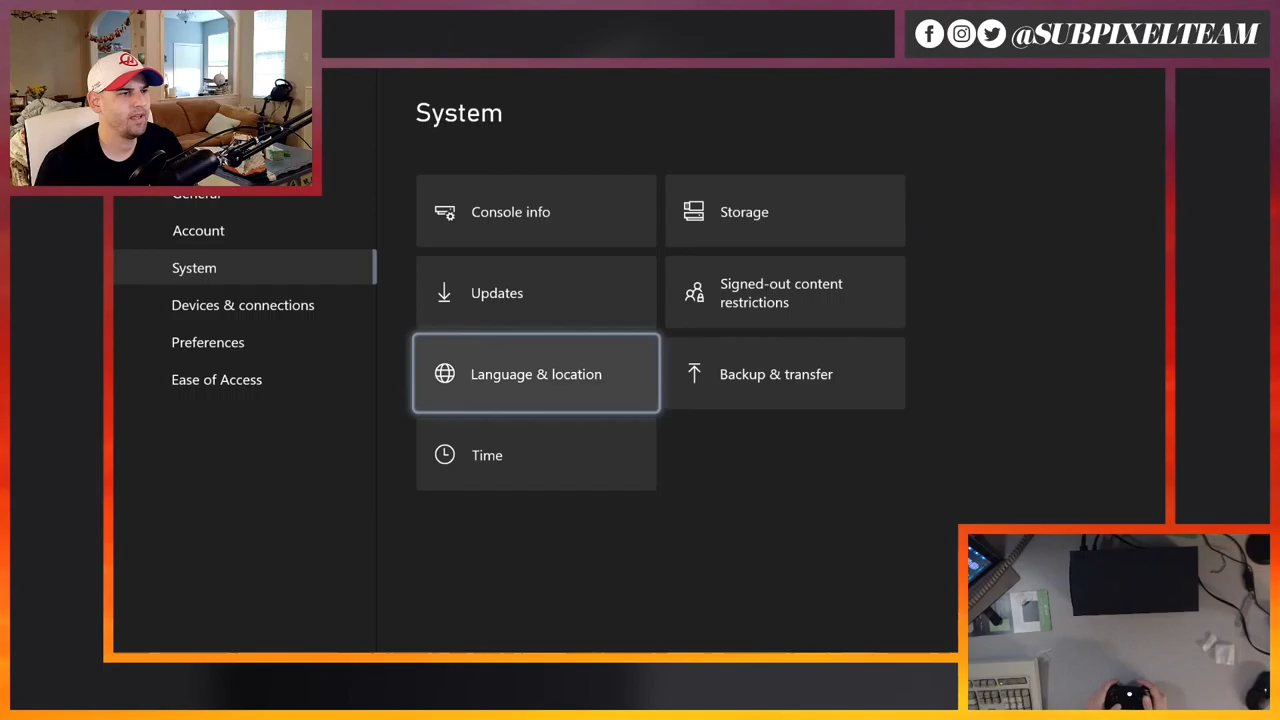 @SUBPIXELTEAM
System
General
Account
System
Devices & connections
Preferences
Ease of Access
Console info
Storage
Updates
Signed-out content
restrictions
Language & location
Backup & transfer
Time